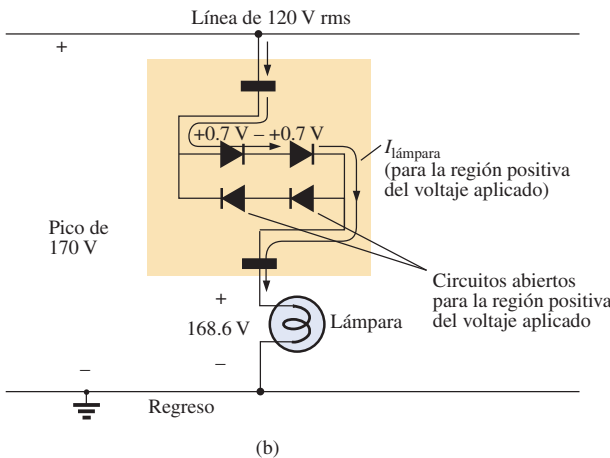 Línea de 120 V rms
+
+0.7 V – +0.7 V
I lámpara
(para la región positiva
del voltaje aplicado)
Pico de
170 V
Circuitos abiertos
para la región positiva
del voltaje aplicado
+
168.6 V
Lámpara
–
–
Regreso
(b)